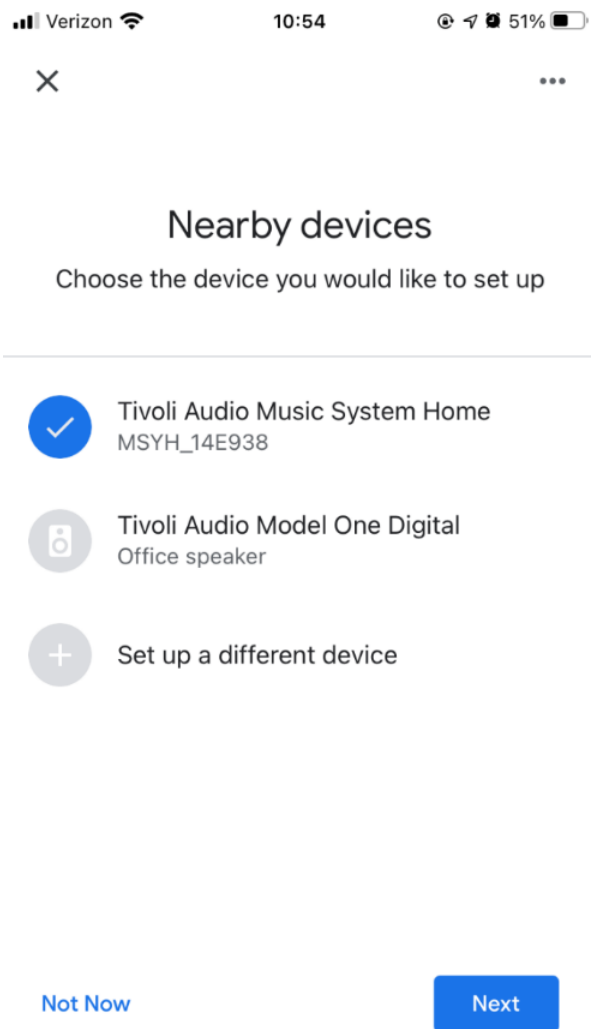 Verizon 10:54 51%
Nearby devices
Choose the device you would like to set up
Tivoli Audio Music System Home
MSYH_14E938
Tivoli Audio Model One Digital
Office speaker
Set up a different device
Not Now Next